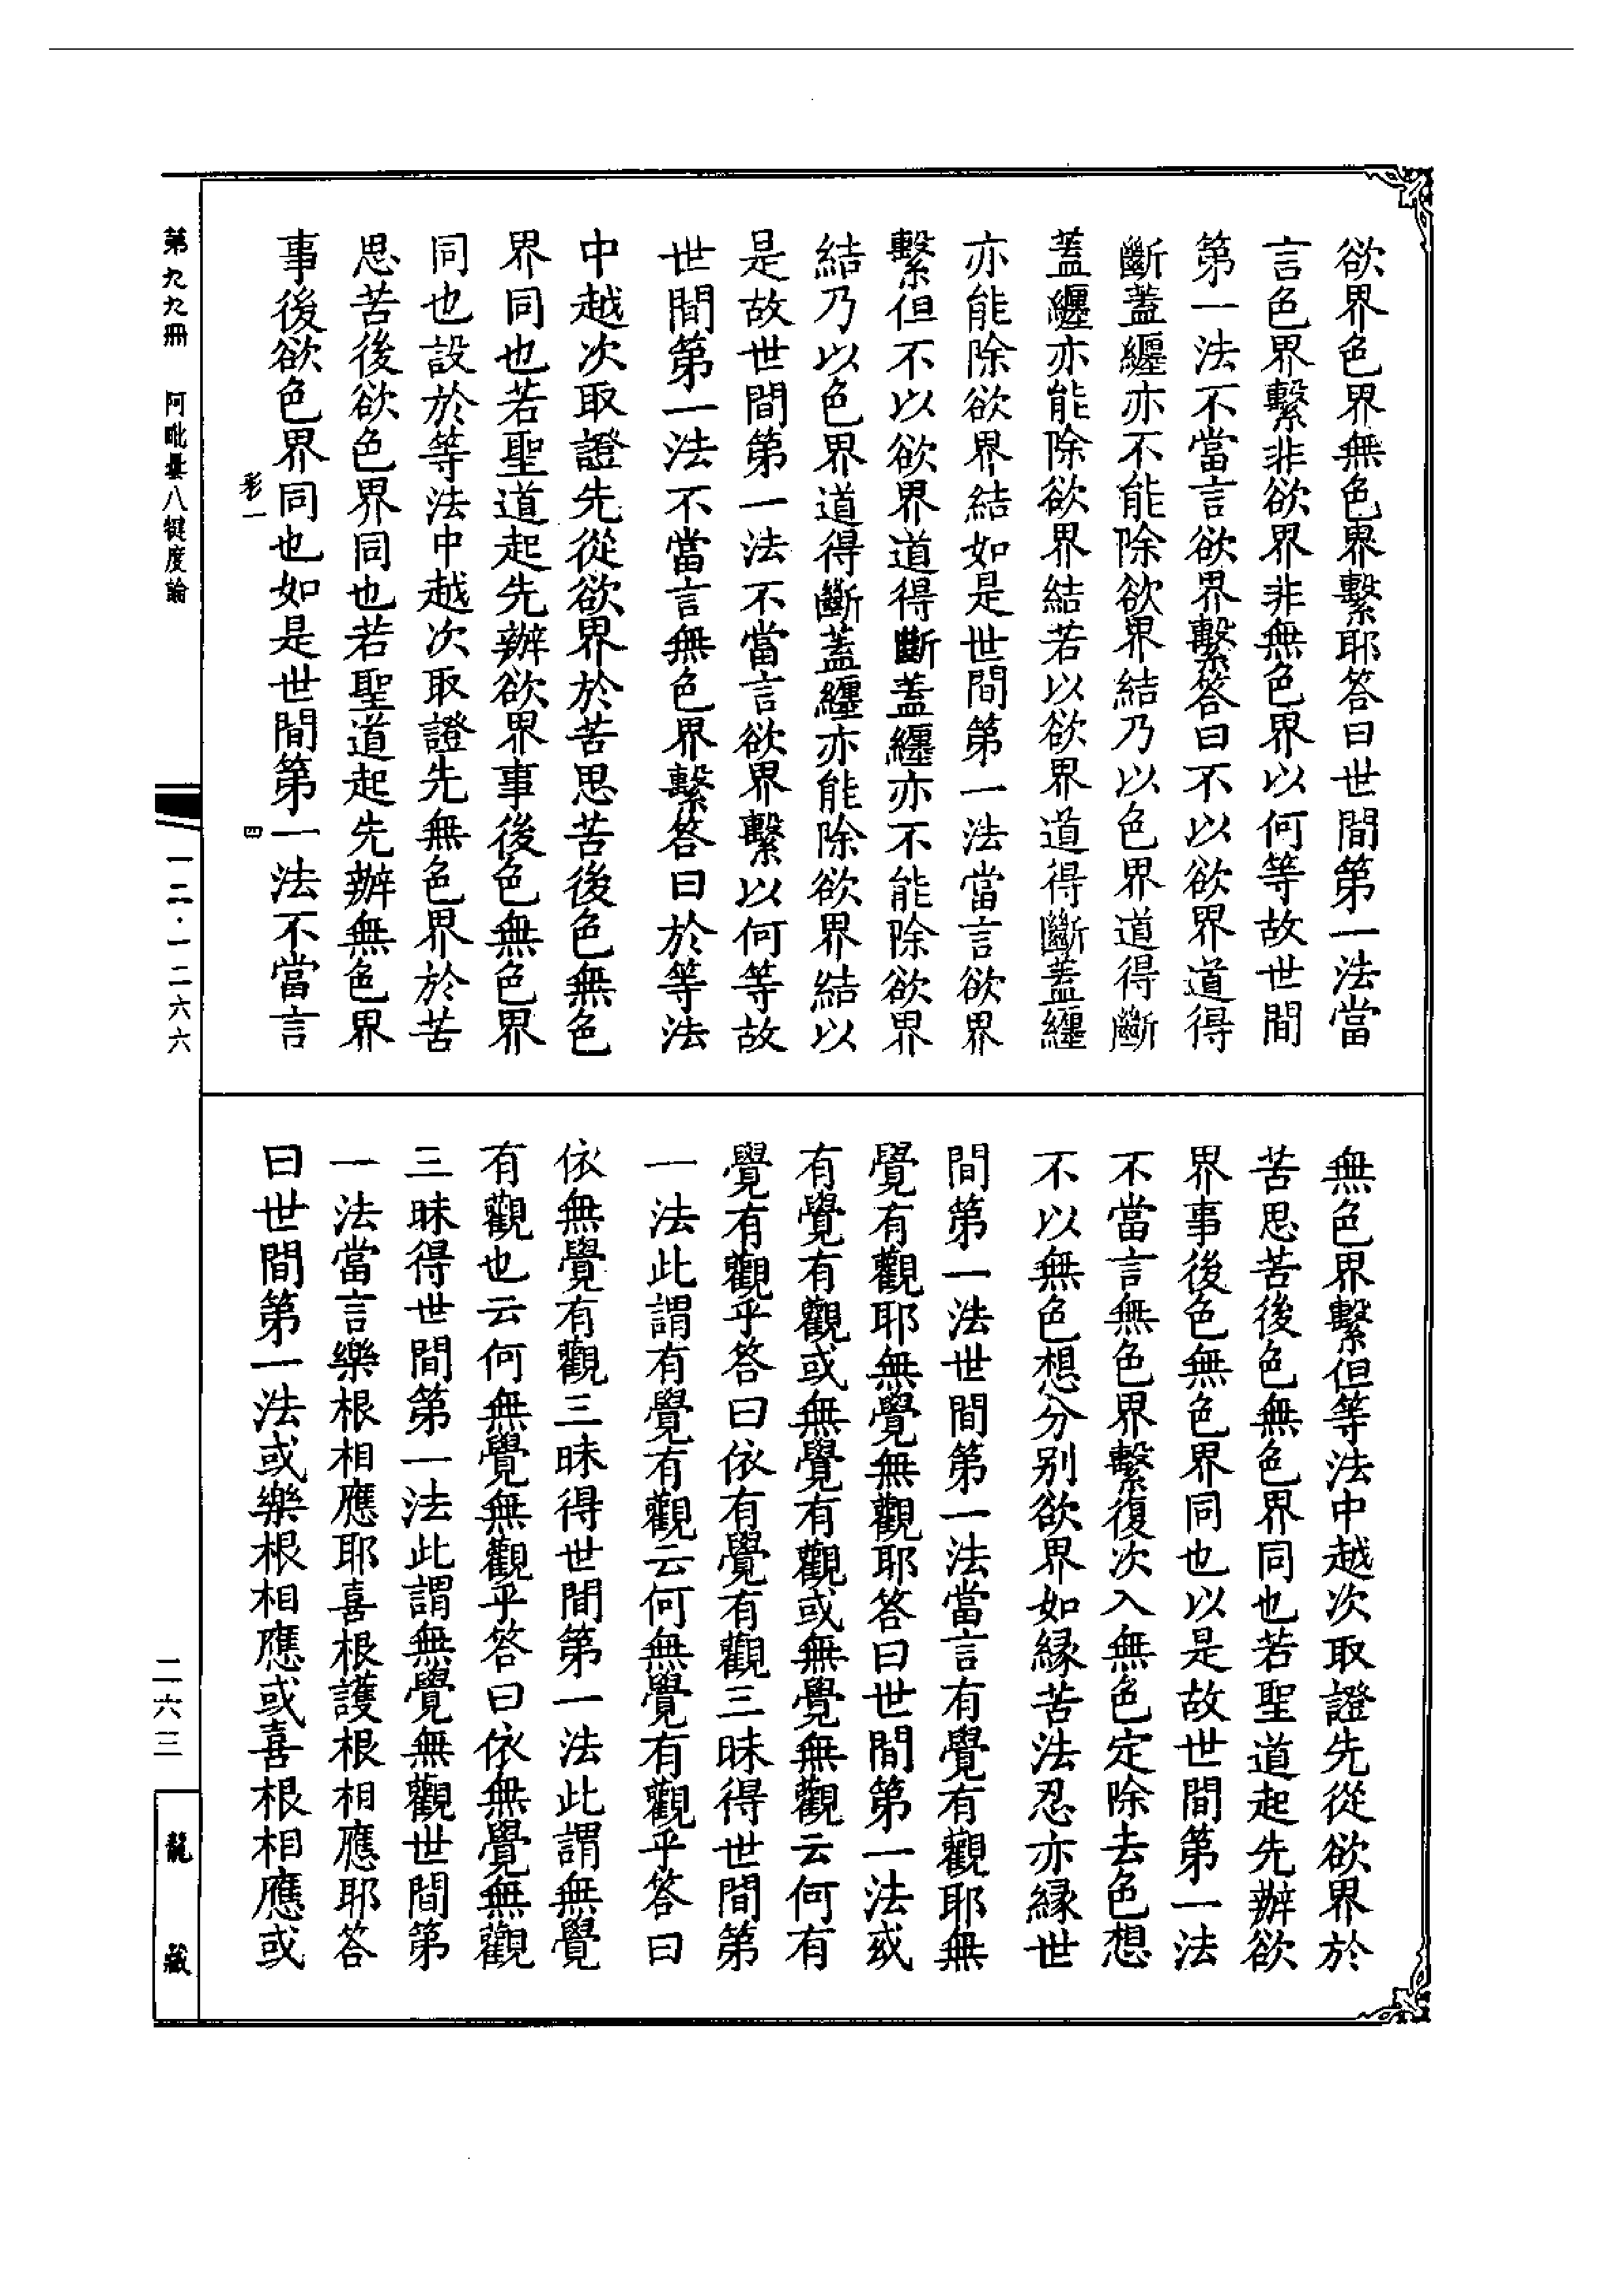 欲界色界無色界繫耶答曰世間第一法當
言色界繫非欲界非無色界以何等故世間
第一法不當言欲界繫答曰不以欲界道得
斷蓋纏亦不能除欲界結乃以色界道得斷
蓋纏亦能除欲界結若以欲界道得斷蓋纏
亦能除欲界結如是世間第一法當言欲界
繫但不以欲界道得斷蓋纏亦不能除欲界
結乃以色界道得斷蓋纏亦能除欲界結以
是故世間第一法不當言欲界繫以何等故
世間第一法不當言無色界繫答曰於等法
中越次取證先從欲界於苦思苦後色無色
界同也若聖道起先辦欲界事後色無色界
同也設於等法中越次取證先無色界於苦
思苦後欲色界同也若聖道起先辦無色界
事後欲色界同也如是世間第一法不當言
彩一 四
無色界繫但等法中越次取證先從欲界於
苦思苦後色無色界同也若聖道起先辦欲
界事後色無色界同也以是故世間第一法
不當言無色界繫復次入無色定除去色想
不以無色想分別欲界如緣苦法忍亦緣世
間第一法世間第一法當言有覺有觀耶無
覺有觀耶無覺無觀耶答曰世間第一法或
有覺有觀或無覺有觀或無覺無觀云何有
覺有觀乎答曰依有覺有觀三昧得世間第
一法此謂有覺有觀云何無覺有觀乎答曰
依無覺有觀三昧得世間第一法此謂無覺
有觀也云何無覺無觀乎答曰依無覺無觀
三昧得世間第一法此謂無覺無觀世間第
一法當言樂根相應耶喜根護根相應耶答
曰世間第一法或樂根相應或喜根相應或
第九九冊 阿毗曇八犍度論 一二·一二六六 二六三 龍藏